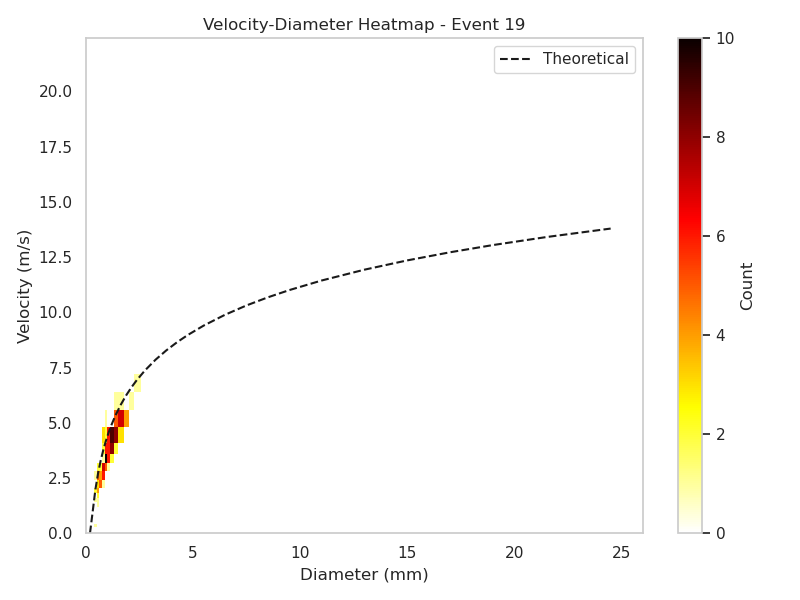 Velocity-Diameter Heatmap - Event 19
Theoretical
Velocity (m/s)
20.0
17.5
15.0
12.5
10.0
7.5
5.0
2.5
0.0
0 5 10 15 20 25
Diameter (mm)
10
8
6
4
2
0
Count